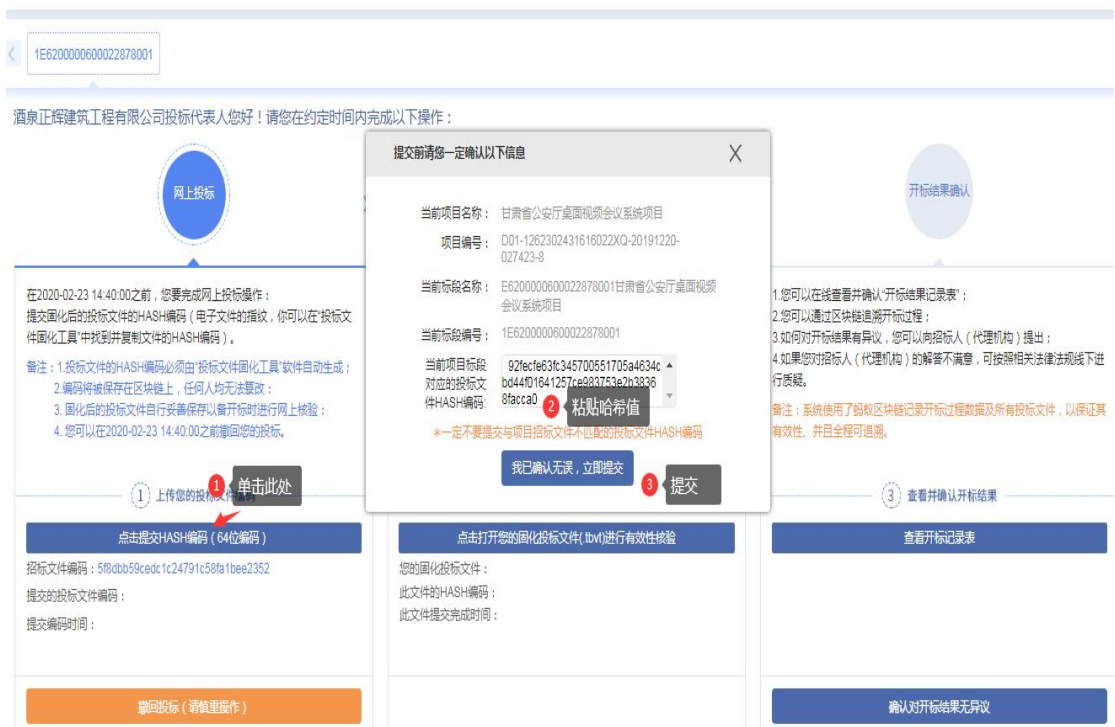 1E6200000600022878001
酒泉正辉建筑工程有限公司投标代表人您好！请您在约定时间内完成以下操作：
网上投标
在2020-02-23 14:40:00之前，您要完成网上投标操作：
提交固化后的投标文件的HASH编码（电子文件的指纹，你可以在“投标文
件固化工具”中找到并复制文件的HASH编码）。
备注：1.投标文件的HASH编码必须由“投标文件固化工具”软件自动生成；
2.编码将被保存在区块链上，任何人均无法篡改；
3. 固化后的投标文件自行妥善保存以备开标时进行网上核验；
4. 您可以在2020-02-23 14:40:00之前撤回您的投标。
1 上传您的投标文件编码
1 单击此处
点击提交HASH编码（64位编码）
招标文件编码：5f8dbb59cedc1c24791c58fa1bee2352
提交的投标文件编码：
提交编码时间：
撤回投标（请慎重操作）
提交前请您一定确认以下信息
X
当前项目名称： 甘肃省公安厅桌面视频会议系统项目
项目编号： D01-1262302431616022XQ-20191220-
027423-8
当前标段名称： E6200000600022878001甘肃省公安厅桌面视频
会议系统项目
当前标段编号： 1E6200000600022878001
当前项目标段
对应的投标文
件HASH编码:
92fecfe63fc345700551705a4634c
bd44f01641257ce983753e2b3836
8facca0
2 粘贴哈希值
*一定不要提交与项目招标文件不匹配的投标文件HASH编码
我已确认无误，立即提交
3 提交
点击打开您的固化投标文件(.tbvt)进行有效性核验
您的固化投标文件：
此文件的HASH编码：
此文件提交完成时间：
开标结果确认
1.您可以在线查看并确认“开标结果记录表”；
2.您可以通过区块链追溯开标过程；
3.如何对开标结果有异议，您可以向招标人（代理机构）提出；
4.如果您对招标人（代理机构）的解答不满意，可按照相关法律法规线下进
行质疑。
备注：系统使用了蚂蚁区块链记录开标过程数据及所有投标文件，以保证其
有效性、并且全程可追溯。
3 查看并确认开标结果
查看开标记录表
确认对开标结果无异议